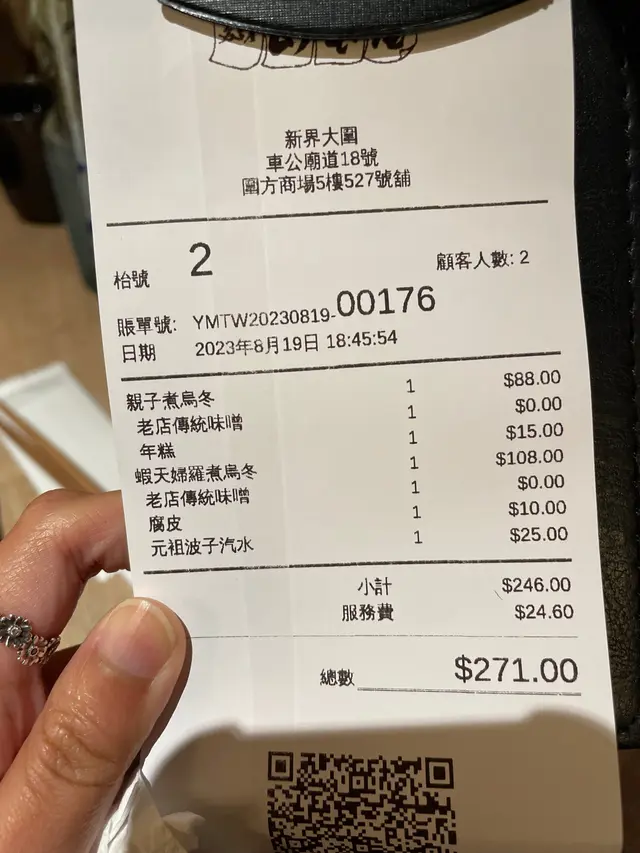 新界大圍
車公廟道18號
圍方商場5樓527號舖
枱號 2 顧客人數: 2
賬單號: YMTW20230819-00176
日期 2023年8月19日 18:45:54
親子煮烏冬 1 $88.00
老店傳統味噌 1 $0.00
年糕 1 $15.00
蝦天婦羅煮烏冬 1 $108.00
老店傳統味噌 1 $0.00
腐皮 1 $10.00
元祖波子汽水 1 $25.00
小計 $246.00
服務費 $24.60
總數 $271.00